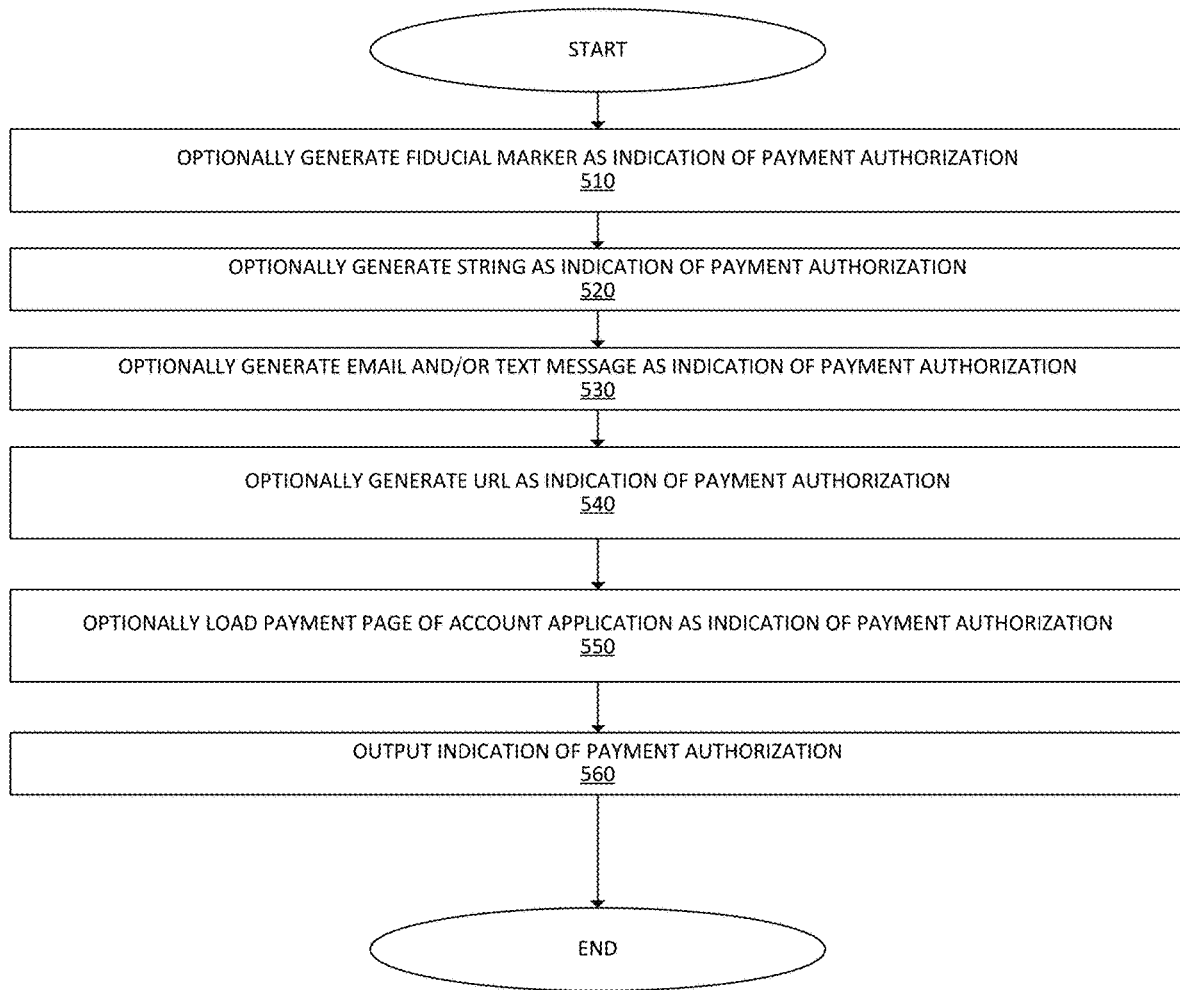 START
OPTIONALLY GENERATE FIDUCIAL MARKER AS INDICATION OF PAYMENT AUTHORIZATION
510
OPTIONALLY GENERATE STRING AS INDICATION OF PAYMENT AUTHORIZATION
520
OPTIONALLY GENERATE EMAIL AND/OR TEXT MESSAGE AS INDICATION OF PAYMENT AUTHORIZATION
530
OPTIONALLY GENERATE URL AS INDICATION OF PAYMENT AUTHORIZATION
540
OPTIONALLY LOAD PAYMENT PAGE OF ACCOUNT APPLICATION AS INDICATION OF PAYMENT AUTHORIZATION
550
OUTPUT INDICATION OF PAYMENT AUTHORIZATION
560
END